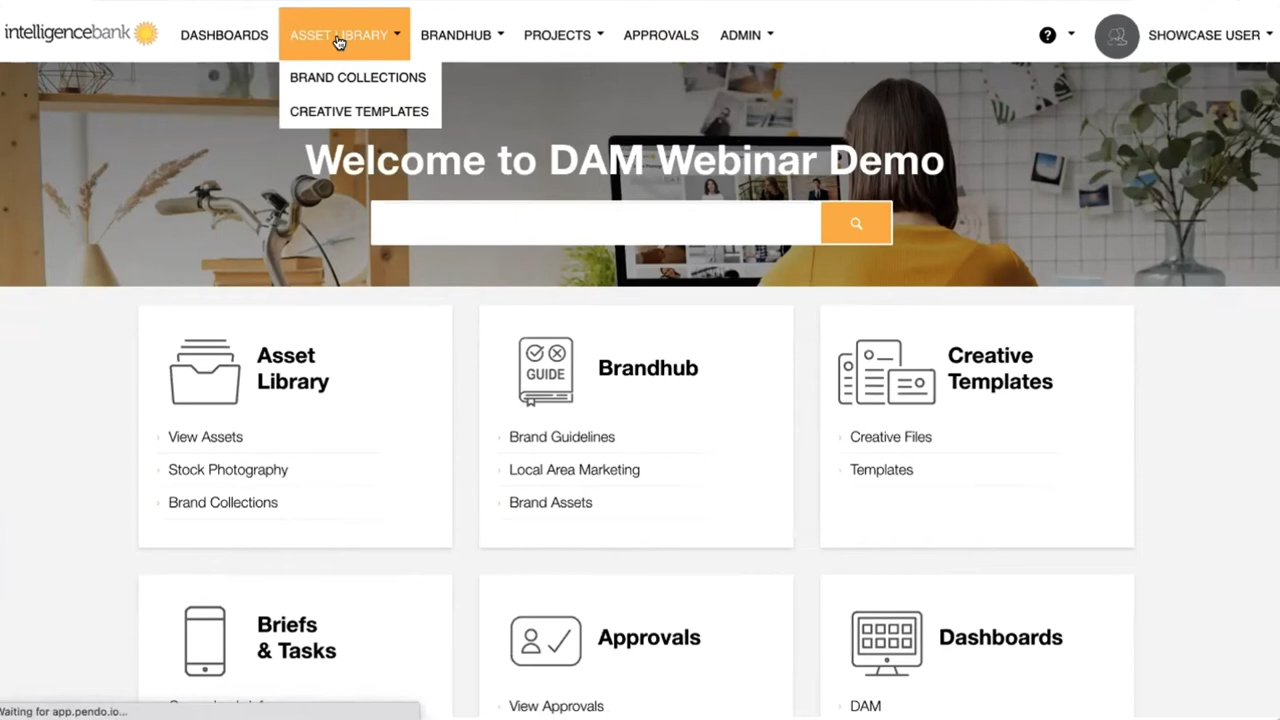 intelligencebank DASHBOARDS ASSET LIBRARY BRANDHUB PROJECTS APPROVALS ADMIN ? SHOWCASE USER
BRAND COLLECTIONS
CREATIVE TEMPLATES
Welcome to DAM Webinar Demo
Asset
Library
View Assets
Stock Photography
Brand Collections
GUIDE
Brandhub
Brand Guidelines
Local Area Marketing
Brand Assets
Creative
Templates
Creative Files
Templates
Briefs
& Tasks
Approvals
View Approvals
Dashboards
DAM
Waiting for app.pendo.io...